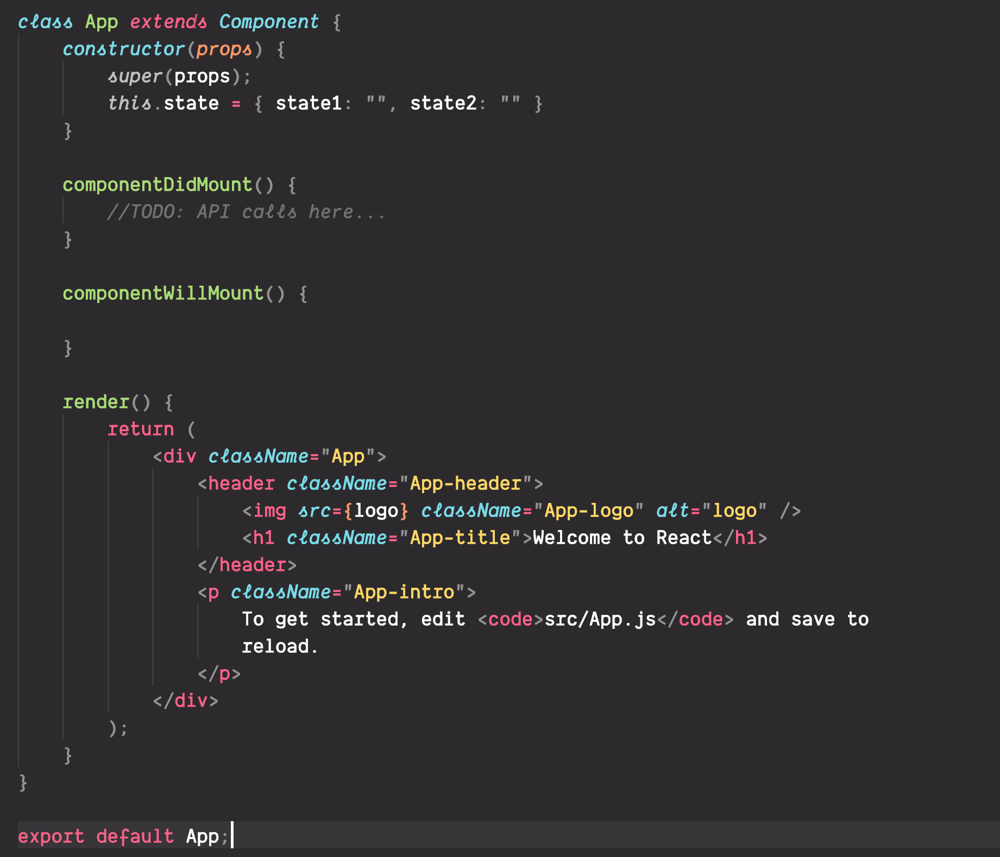 class App extends Component {
    constructor(props) {
        super(props);
        this.state = { state1: "", state2: "" }
    }

    componentDidMount() {
        //TODO: API calls here...
    }

    componentWillMount() {

    }

    render() {
        return (
            <div className="App">
                <header className="App-header">
                    <img src={logo} className="App-logo" alt="logo" />
                    <h1 className="App-title">Welcome to React</h1>
                </header>
                <p className="App-intro">
                    To get started, edit <code>src/App.js</code> and save to
                    reload.
                </p>
            </div>
        );
    }
}

export default App;